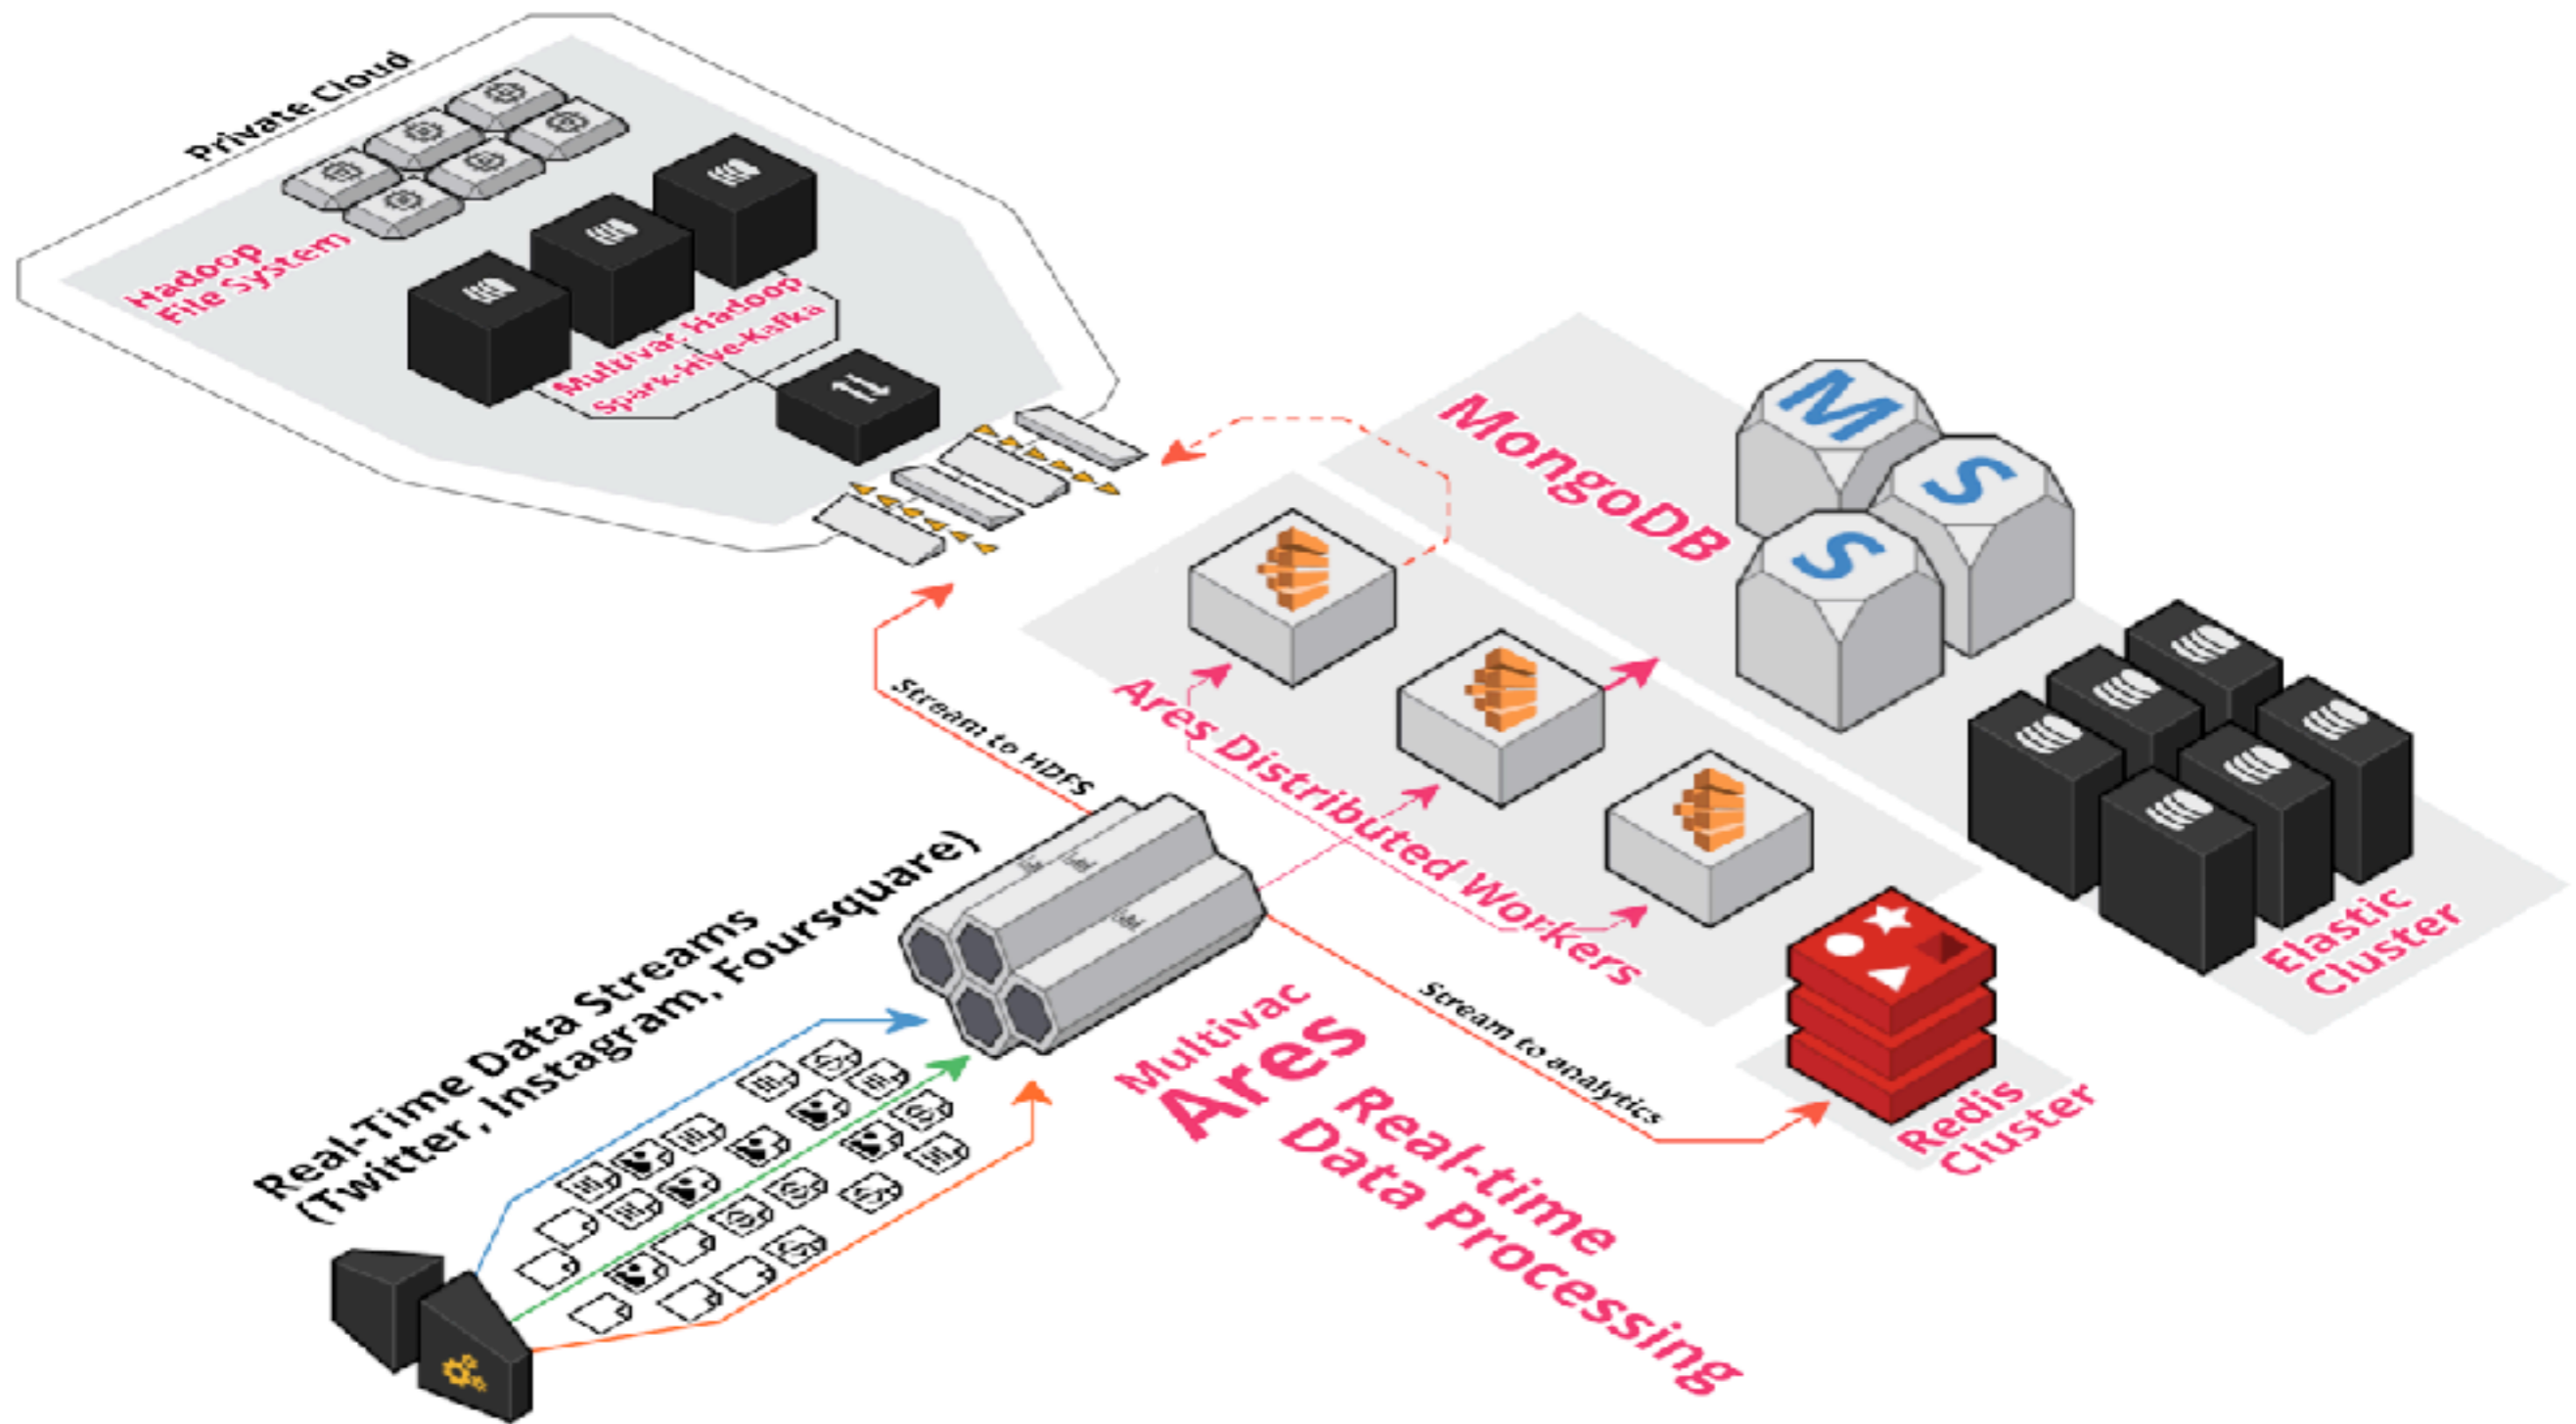 Private Cloud
Hadoop
File System
Multivac-Hadoop
Spark-Hive-Kafka
MongoDB
M
S
S
Ares Distributed Workers
Stream to HDFS
Elastic
Cluster
Real-Time Data Streams
(Twitter, Instagram, Foursquare)
Multivac
Ares
Real-time
Data Processing
Stream to analytics
Redis
Cluster